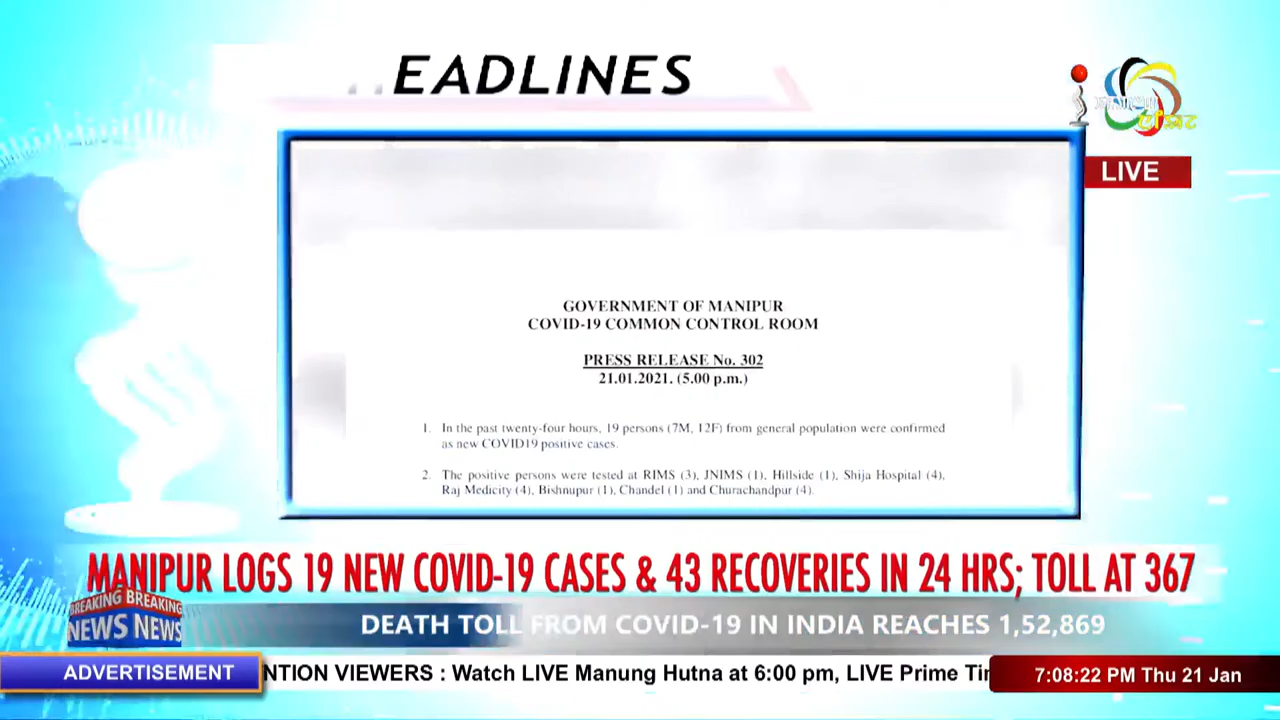 EADLINES
LIVE
GOVERNMENT OF MANIPUR
COVID-19 COMMON CONTROL ROOM
PRESS RELEASE No. 302
21.01.2021. (5.00 p.m.)
1. In the past twenty-four hours, 19 persons (7M, 12F) from general population were confirmed
as new COVID19 positive cases.
2. The positive persons were tested at RIMS (3), JNIMS (1), Hillside (1), Shija Hospital (4),
Raj Medicity (4), Bishnupur (1), Chandel (1) and Churachandpur (4).
MANIPUR LOGS 19 NEW COVID-19 CASES & 43 RECOVERIES IN 24 HRS; TOLL AT 367
BREAKING BREAKING
NEWS NEWS
DEATH TOLL FROM COVID-19 IN INDIA REACHES 1,52,869
ADVERTISEMENT
NTION VIEWERS : Watch LIVE Manung Hutna at 6:00 pm, LIVE Prime Tin
7:08:22 PM Thu 21 Jan